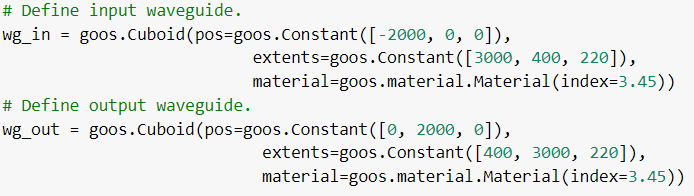 # Define input waveguide.
wg_in = goos.Cuboid(pos=goos.Constant([-2000, 0, 0]),
extents=goos.Constant([3000, 400, 220]),
material=goos.material.Material(index=3.45))
# Define output waveguide.
wg_out = goos.Cuboid(pos=goos.Constant([0, 2000, 0]),
extents=goos.Constant([400, 3000, 220]),
material=goos.material.Material(index=3.45))